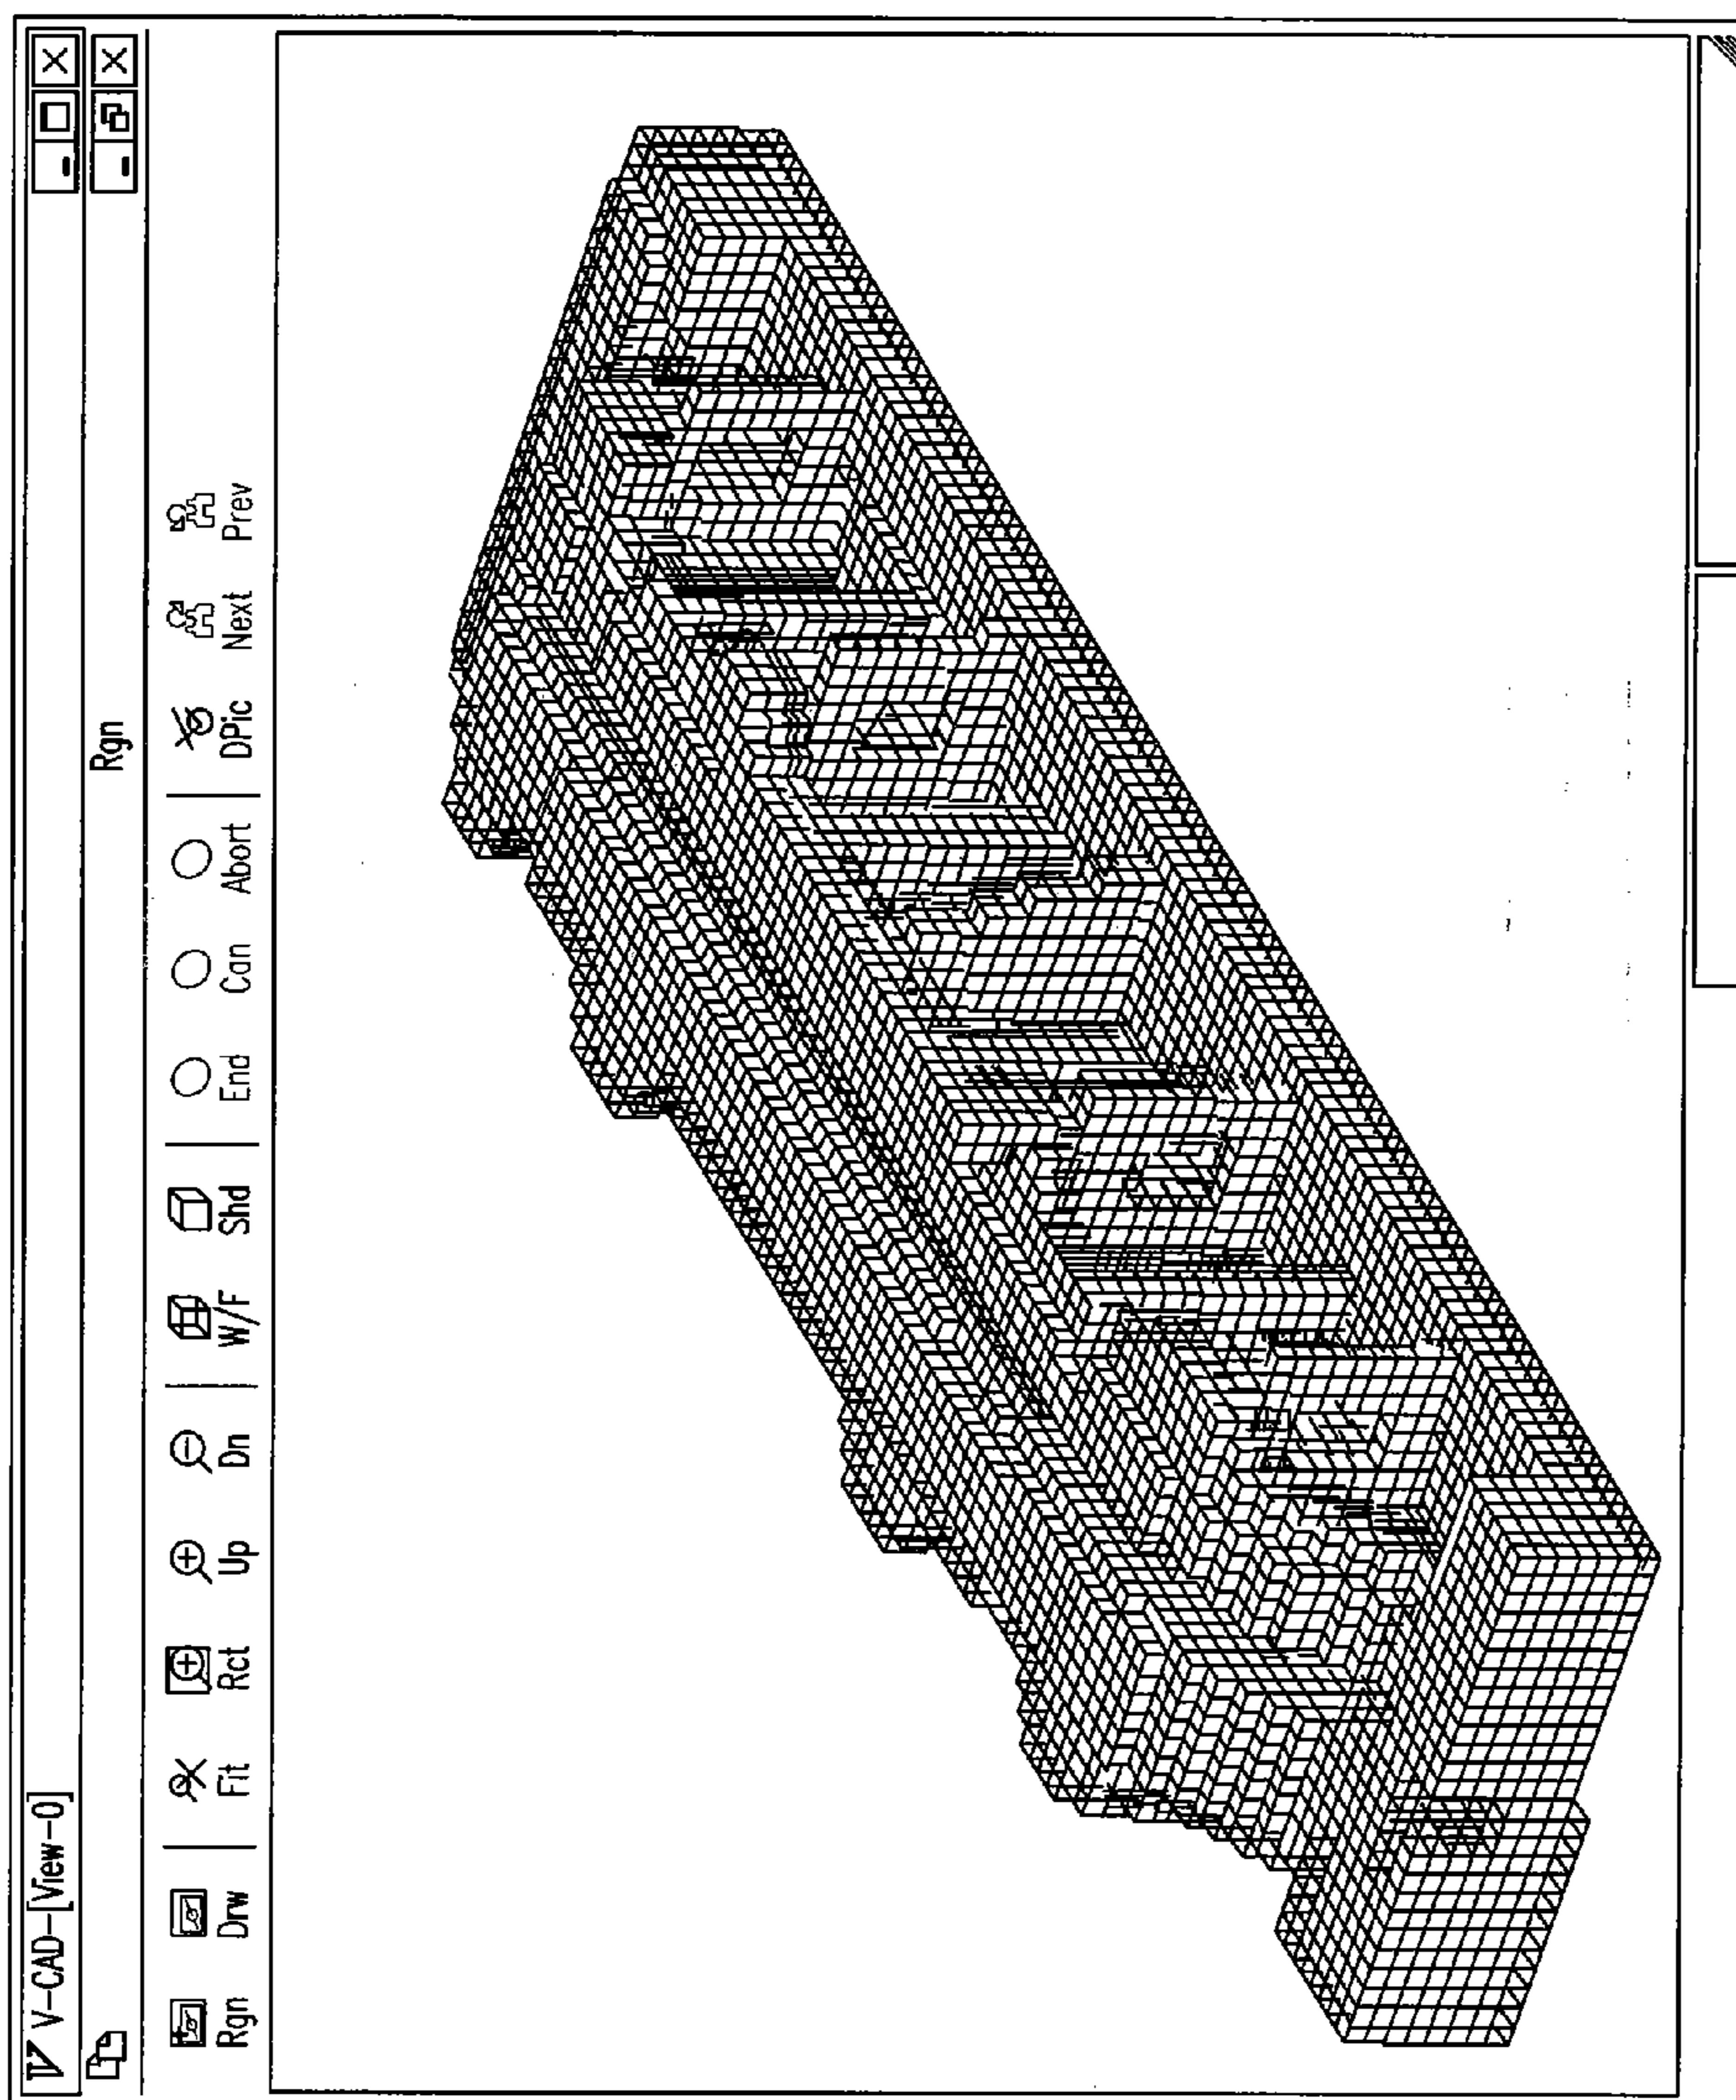 V-CAD-[View-0]
Rgn
Rgn Drw Fit Rct Up Dn W/F Shd End Can Abort DPic Next Prev